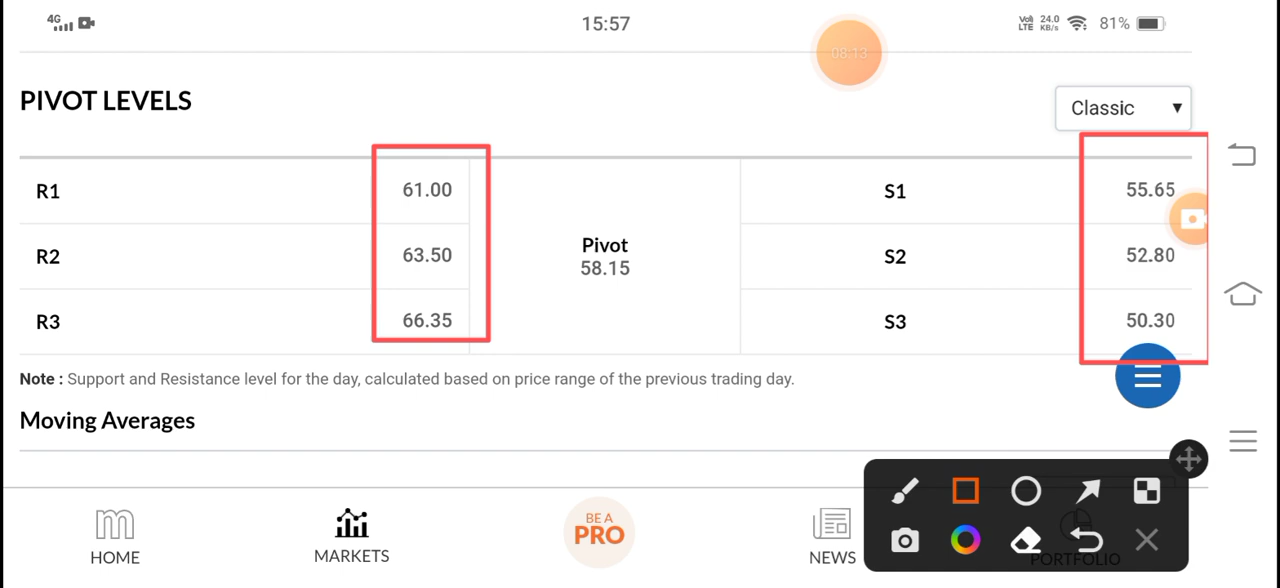 4G 15:57 VoLTE 24.0 KB/s 81%
08-13
PIVOT LEVELS
Classic
R1 61.00 S1 55.65
R2 63.50 S2 52.80
Pivot
58.15
R3 66.35 S3 50.30
Note : Support and Resistance level for the day, calculated based on price range of the previous trading day.
Moving Averages
BE A
PRO
HOME MARKETS NEWS PORTFOLIO